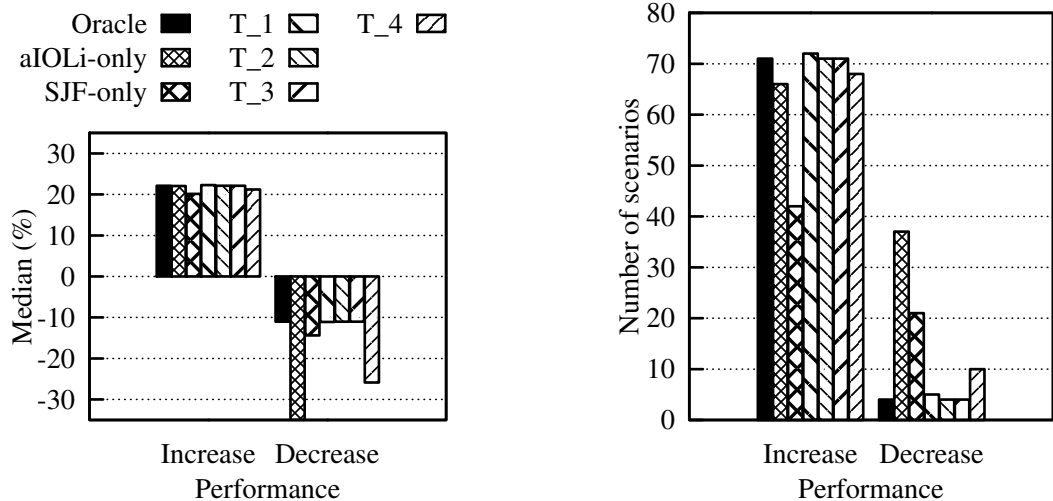 Oracle T_1 T_4
aIOLi-only T_2
SJF-only T_3
30
20
10
0
-10
-20
-30
Median (%)
Increase Decrease
Performance
80
70
60
50
40
30
20
10
0
Number of scenarios
Increase Decrease
Performance